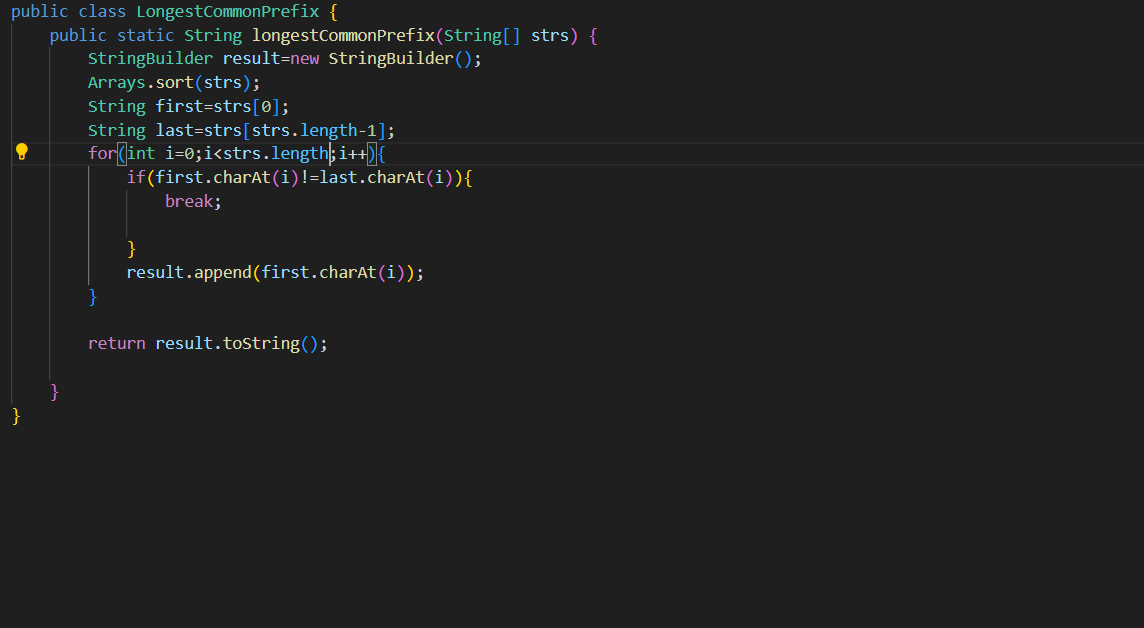 public class LongestCommonPrefix {
    public static String longestCommonPrefix(String[] strs) {
        StringBuilder result=new StringBuilder();
        Arrays.sort(strs);
        String first=strs[0];
        String last=strs[strs.length-1];
        for(int i=0;i<strs.length;i++){
            if(first.charAt(i)!=last.charAt(i)){
                break;
            }
            result.append(first.charAt(i));
        }
        return result.toString();
    }
}